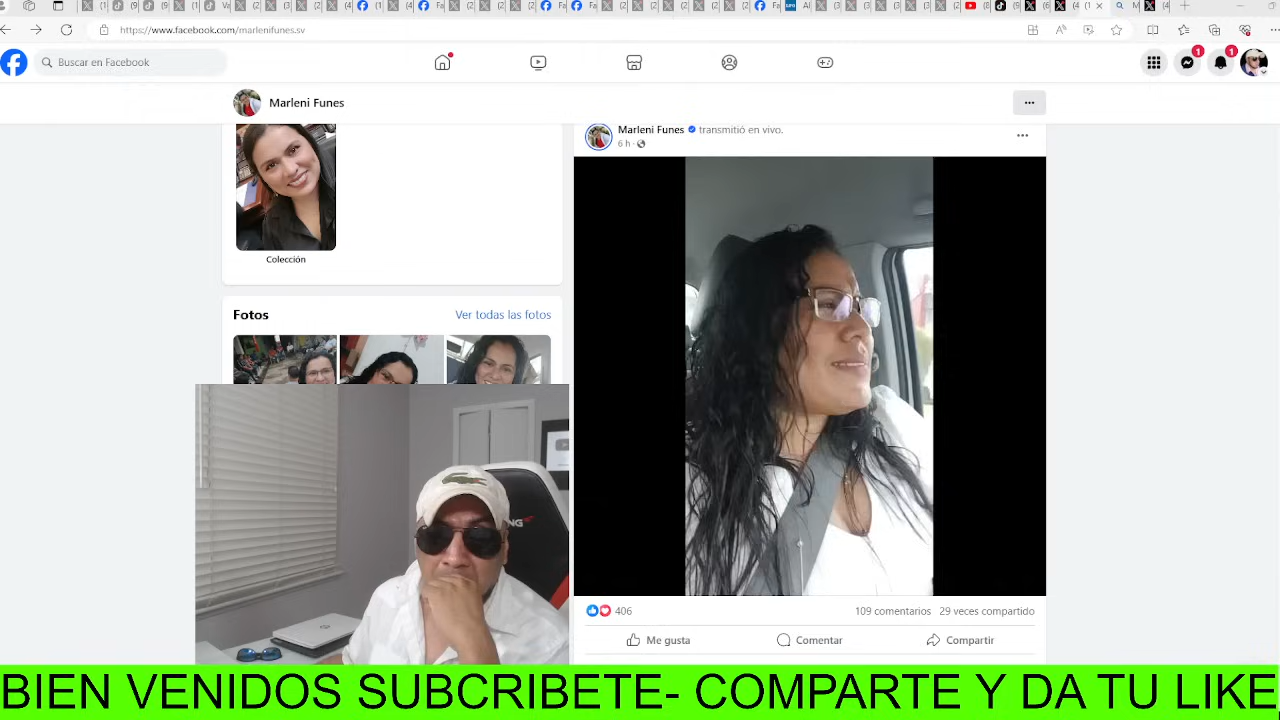 https://www.facebook.com/marlenifunes.sv
Buscar en Facebook
1
1
Marleni Funes
Marleni Funes transmitió en vivo.
6 h ·
Colección
Fotos
Ver todas las fotos
406
109 comentarios 29 veces compartido
Me gusta
Comentar
Compartir
BIEN VENIDOS SUBCRIBETE- COMPARTE Y DA TU LIKE,